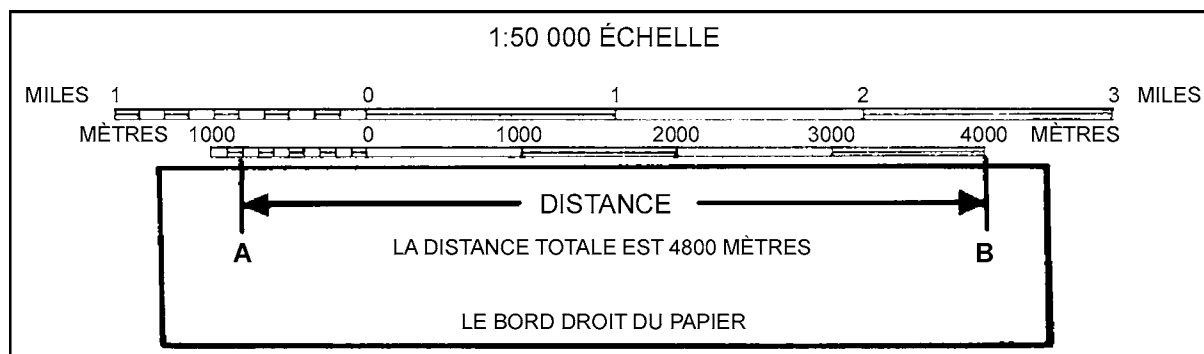 1:50 000 ÉCHELLE
MILES 1 0 1 2 3 MILES
MÈTRES 1000 0 1000 2000 3000 4000 MÈTRES
DISTANCE
A LA DISTANCE TOTALE EST 4800 MÈTRES B
LE BORD DROIT DU PAPIER